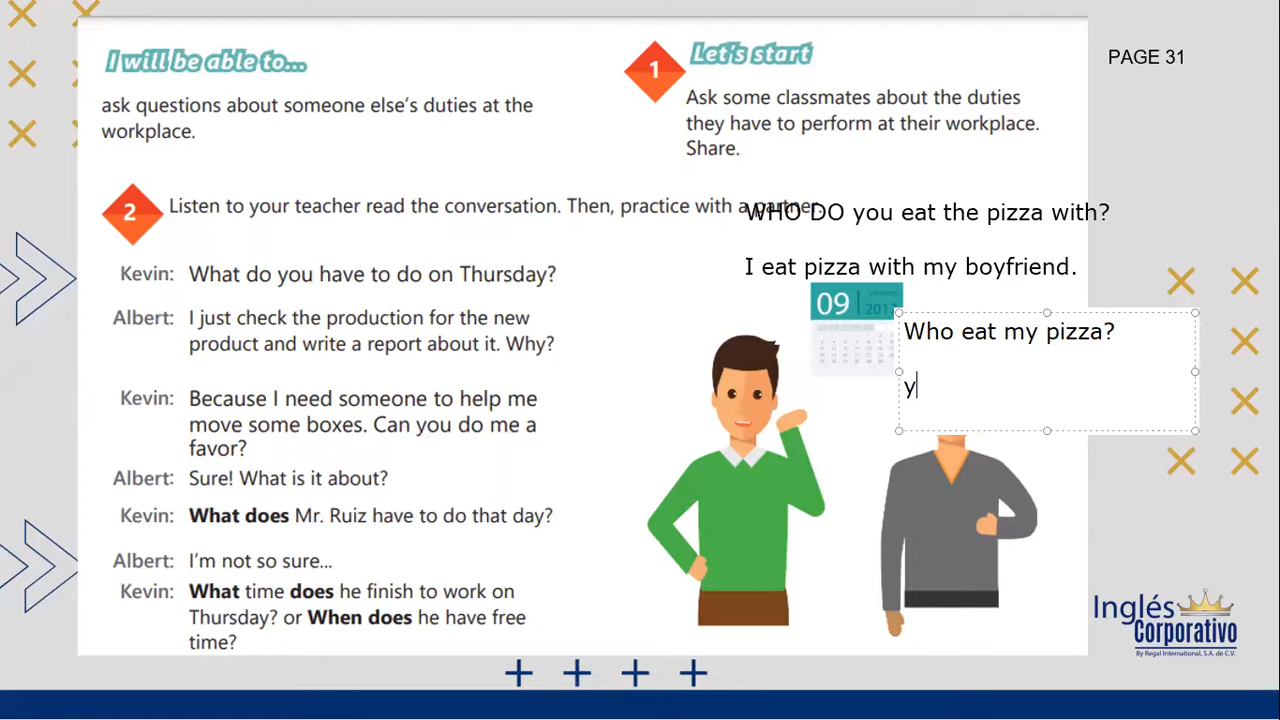 PAGE 31
I will be able to...
ask questions about someone else's duties at the
workplace.
1
Let's start
Ask some classmates about the duties
they have to perform at their workplace.
Share.
2
Listen to your teacher read the conversation. Then, practice with a partner.
WHO DO you eat the pizza with?
I eat pizza with my boyfriend.
09
2017
Who eat my pizza?
y
Kevin: What do you have to do on Thursday?
Albert: I just check the production for the new
product and write a report about it. Why?
Kevin: Because I need someone to help me
move some boxes. Can you do me a
favor?
Albert: Sure! What is it about?
Kevin: What does Mr. Ruiz have to do that day?
Albert: I'm not so sure...
Kevin: What time does he finish to work on
Thursday? or When does he have free
time?
Inglés
Corporativo
By Regal International, S.A. de C.V.